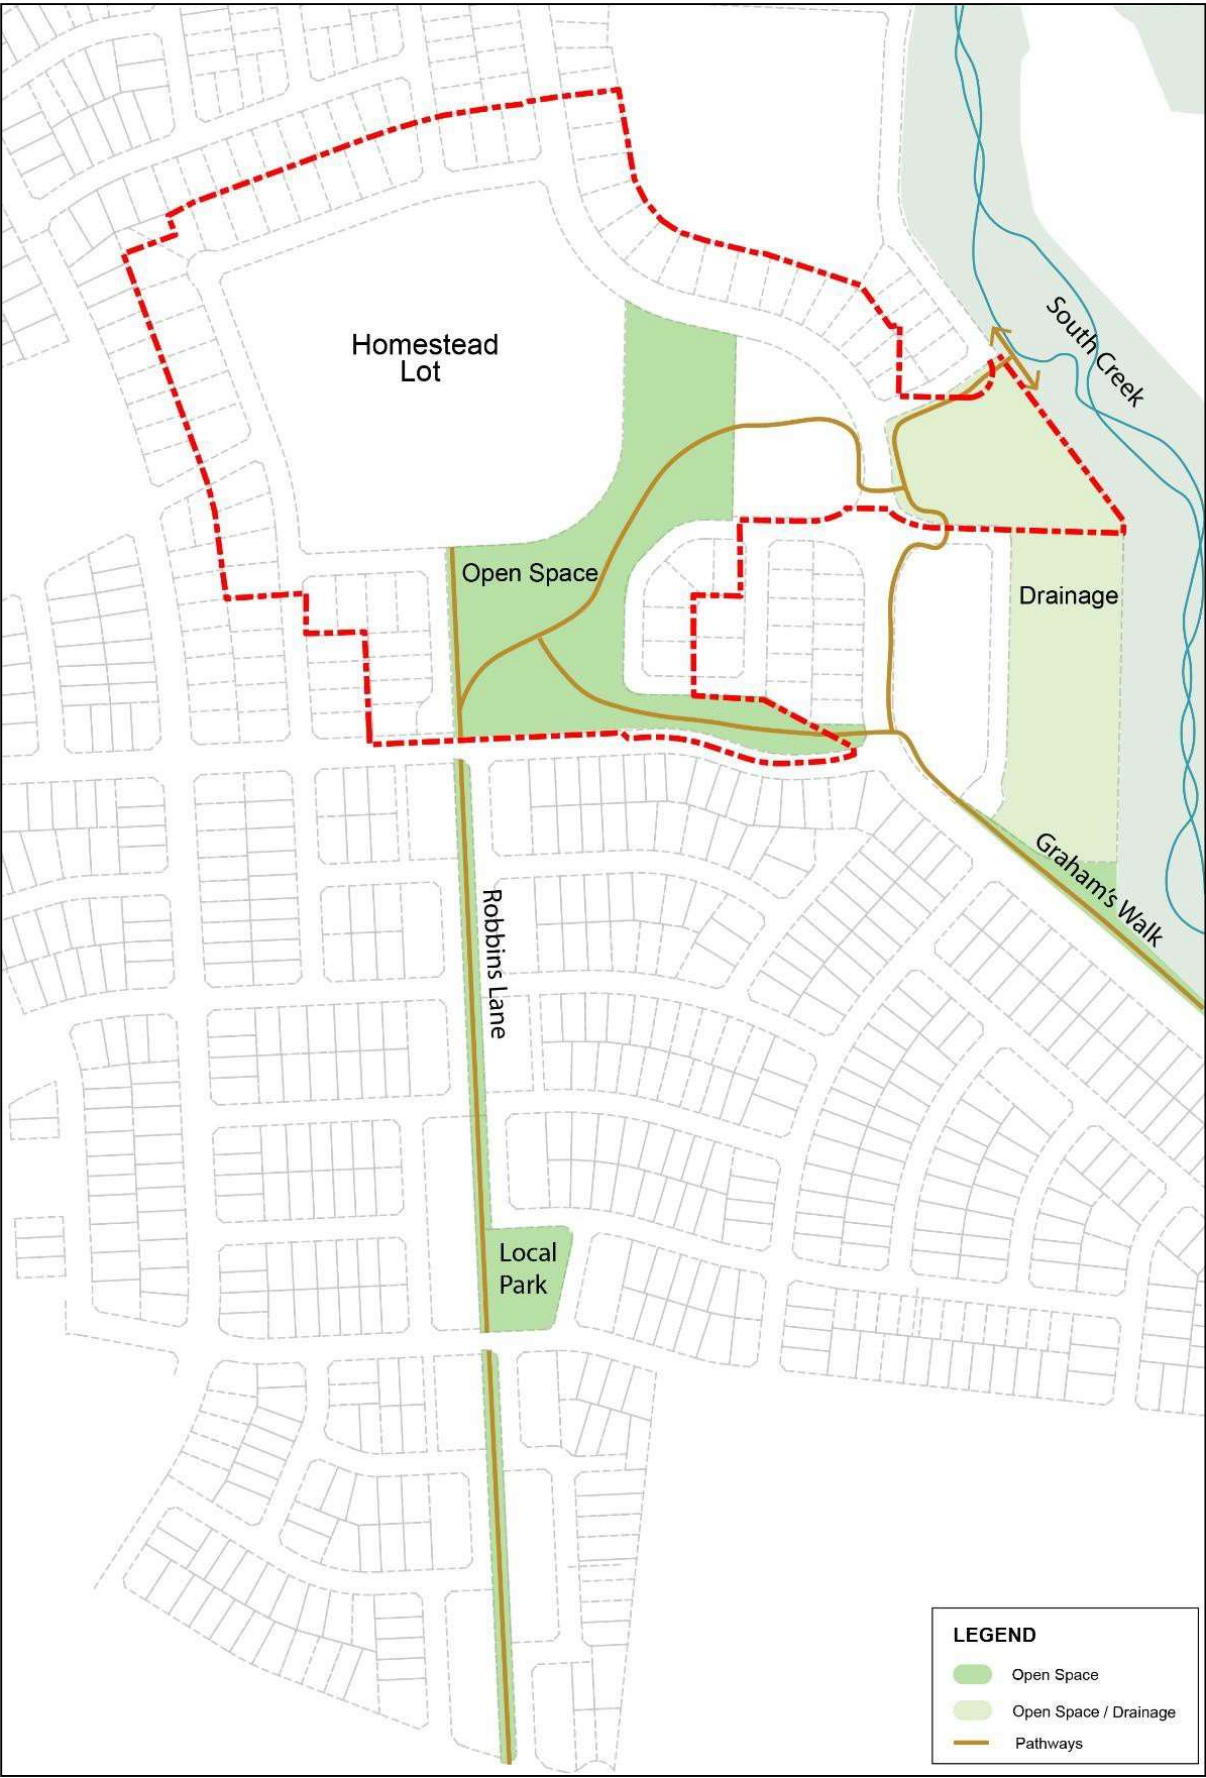 South Creek
Homestead
Lot
Open Space
Drainage
Graham's Walk
Robbins Lane
Local
Park
LEGEND
Open Space
Open Space / Drainage
Pathways